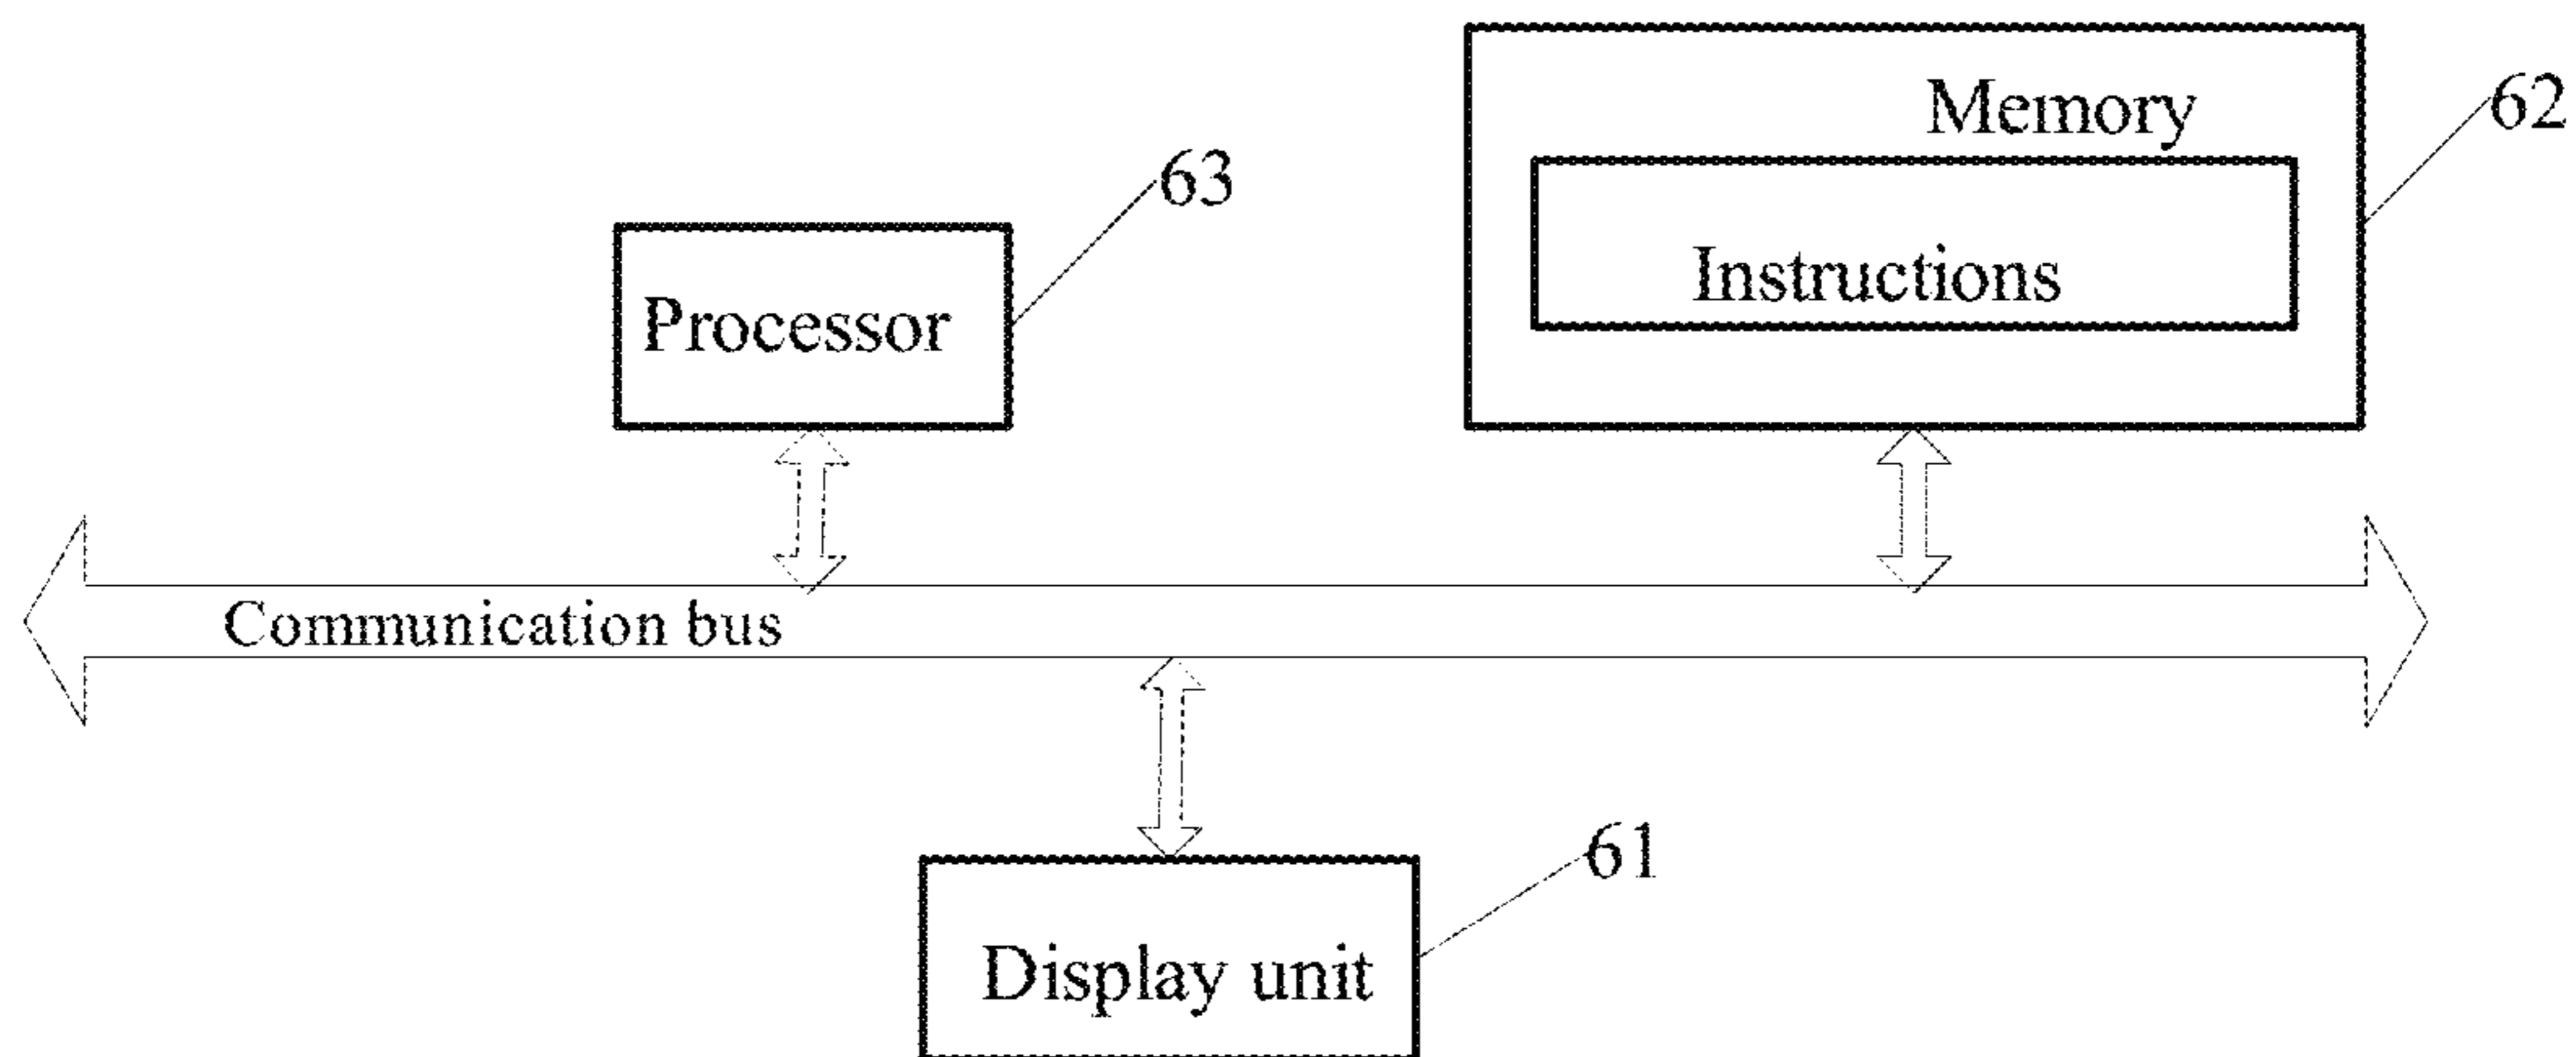 Memory
62
63
Processor
Instructions
Communication bus
61
Display unit